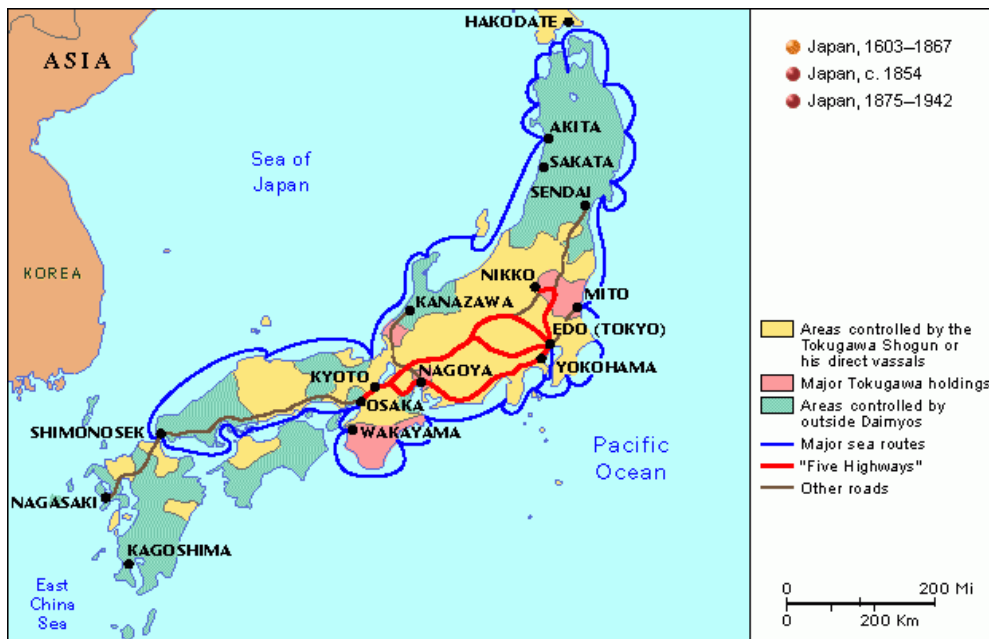 HAKODATE
ASIA
AKITA
Sea of
Japan
SAKATA
SENDAI
KOREA
NIKKO
MITO
KANAZAWA
EDO (TOKYO)
YOKOHAMA
NAGOYA
KYOTO
OSAKA
WAKAYAMA
SHIMONOSEK
Pacific
Ocean
NAGASAKI
KAGOSHIMA
East
China
Sea
Japan, 1603–1867
Japan, c. 1854
Japan, 1875–1942
Areas controlled by the
Tokugawa Shogun or
his direct vassals
Major Tokugawa holdings
Areas controlled by
outside Daimyos
Major sea routes
"Five Highways"
Other roads
0 200 Mi
0 200 Km